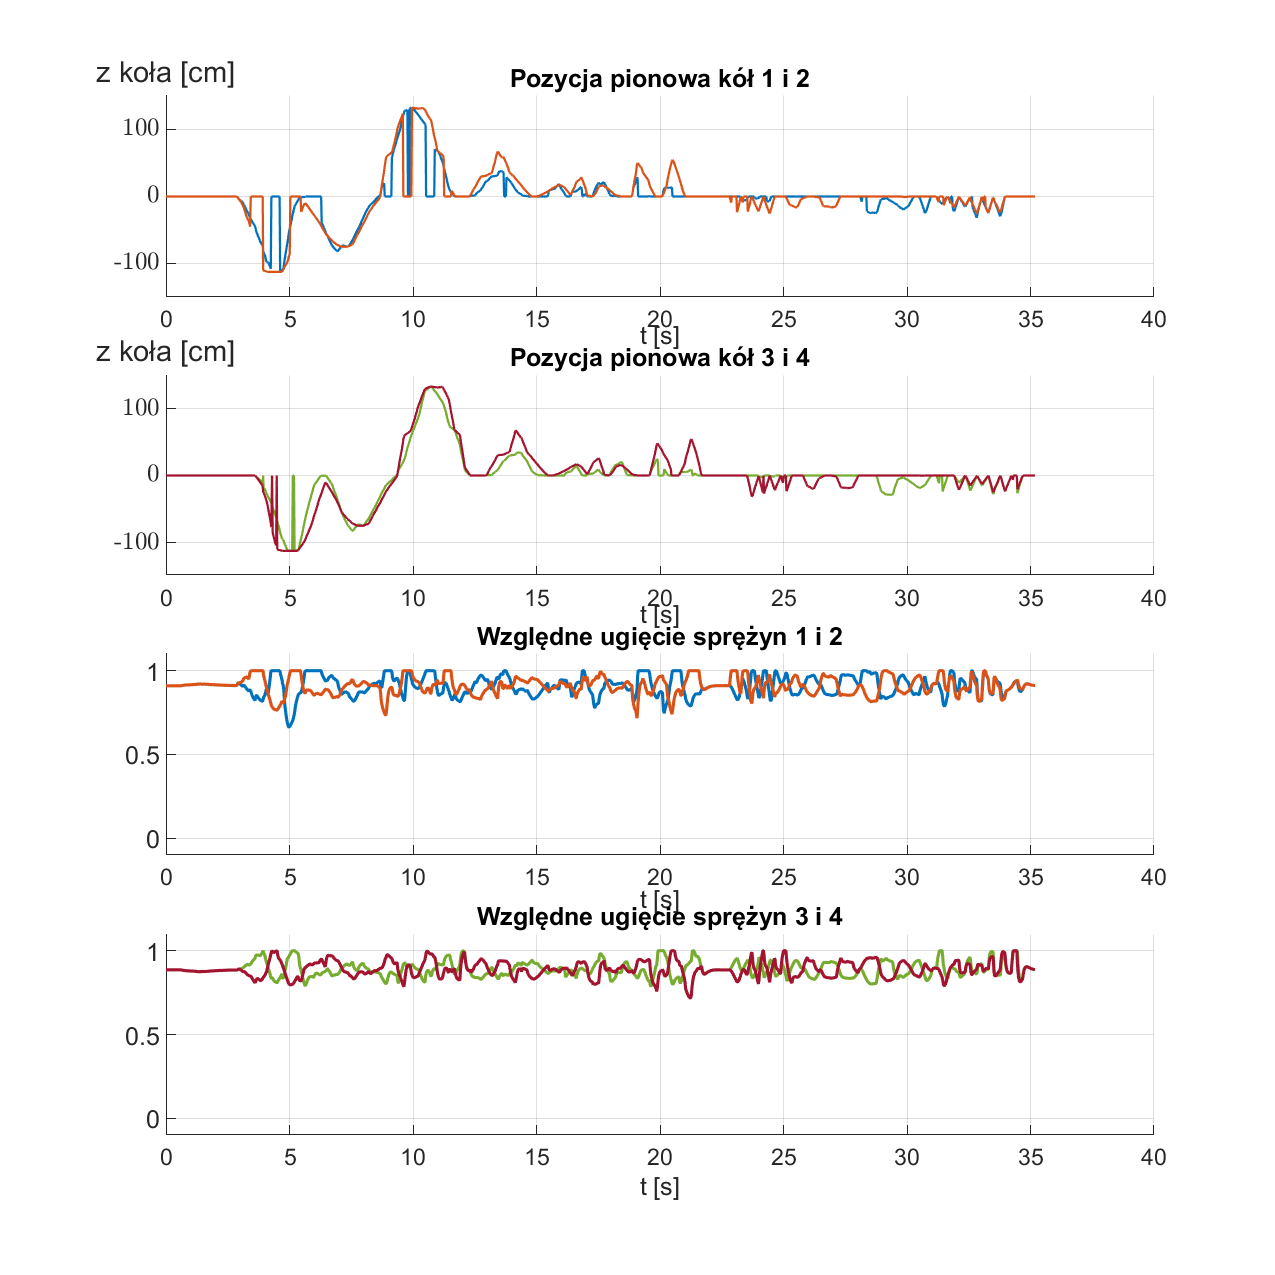 z koła [cm]
Pozycja pionowa kół 1 i 2
100
0
-100
0 5 10 15 20 25 30 35 40
t [s]
z koła [cm]
Pozycja pionowa kół 3 i 4
100
0
-100
0 5 10 15 20 25 30 35 40
t [s]
Względne ugięcie sprężyn 1 i 2
1
0.5
0
0 5 10 15 20 25 30 35 40
t [s]
Względne ugięcie sprężyn 3 i 4
1
0.5
0
0 5 10 15 20 25 30 35 40
t [s]